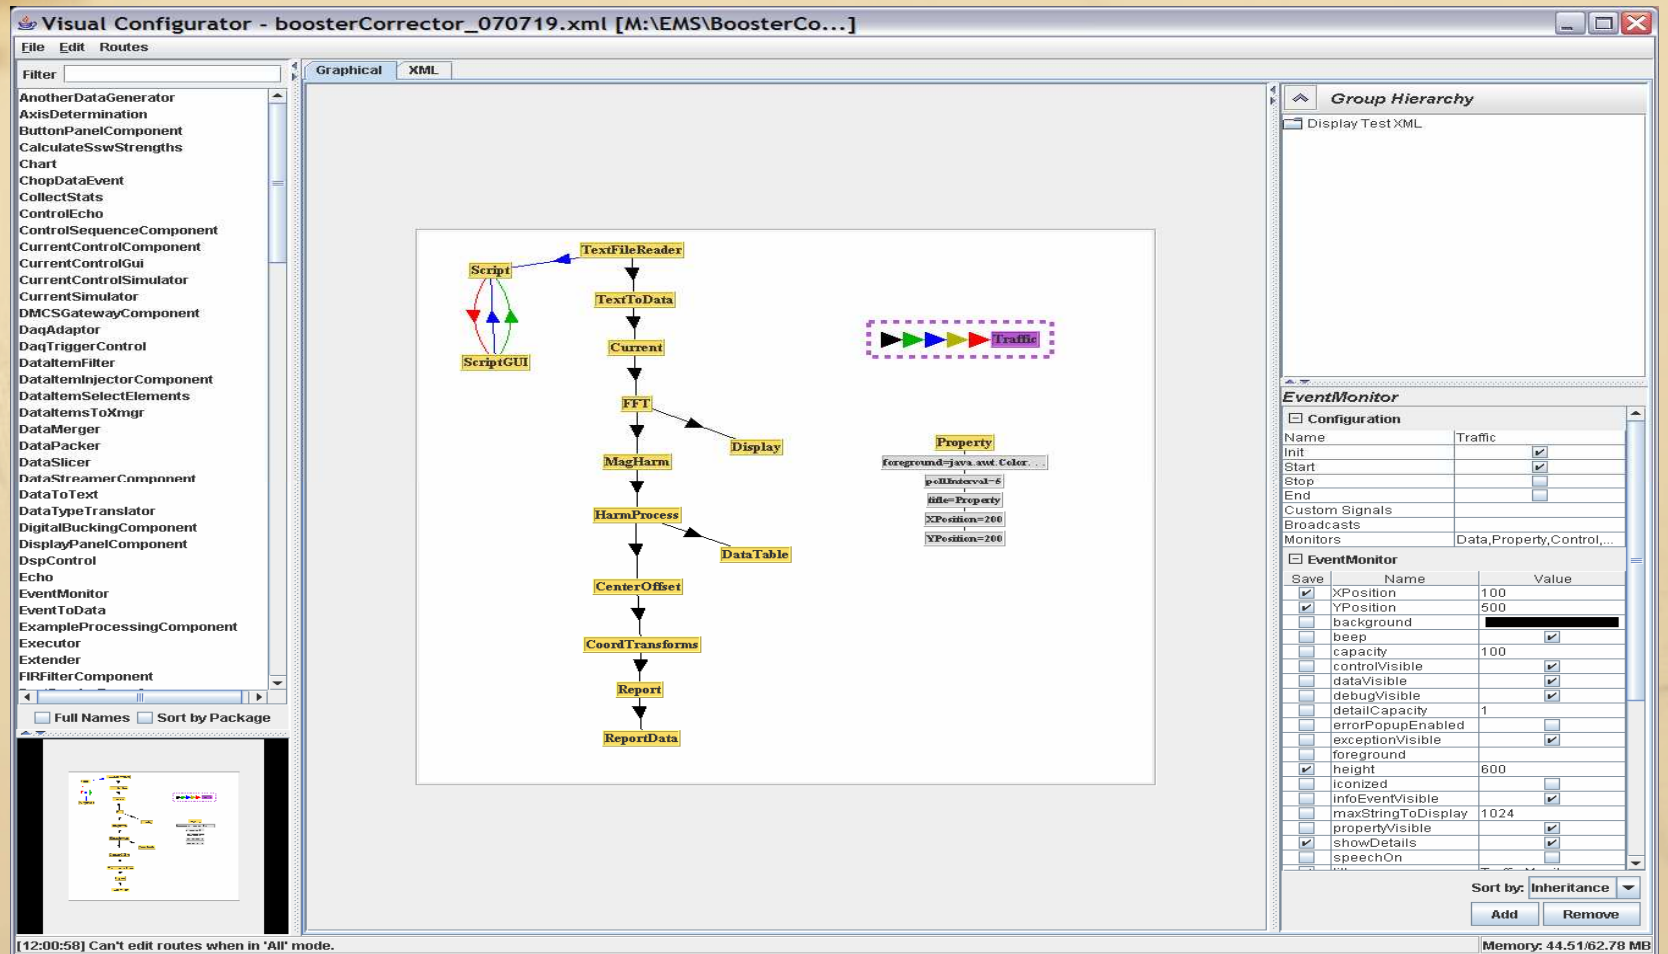 Visual Configurator - boosterCorrector_070719.xml [M:\EMS\BoosterCo...]
File Edit Routes
Filter
AnotherDataGenerator
AxisDetermination
ButtonPanelComponent
CalculateSswStrengths
Chart
ChopDataEvent
CollectStats
ControlEcho
ControlSequenceComponent
CurrentControlComponent
CurrentControlGui
CurrentControlSimulator
CurrentSimulator
DMCSGatewayComponent
DaqAdaptor
DaqTriggerControl
DataItemFilter
DataItemInjectorComponent
DataItemSelectElements
DataItemsToXmgr
DataMerger
DataPacker
DataSlicer
DataStreamerComponent
DataToText
DataTypeTranslator
DigitalBuckingComponent
DisplayPanelComponent
DspControl
Echo
EventMonitor
EventToData
ExampleProcessingComponent
Executor
Extender
FIRFilterComponent
Full Names Sort by Package
Graphical XML
TextFileReader
Script
TextToData
Traffic
Current
ScriptGUI
FFT
Display
Property
MagHarm
foreground=java.awt.Color. . .
pollInterval=5
title=Property
HarmProcess
XPosition=200
YPosition=200
DataTable
CenterOffset
CoordTransforms
Report
ReportData
Group Hierarchy
Display Test XML
EventMonitor
Configuration
Name Traffic
Init
Start
Stop
End
Custom Signals
Broadcasts
Monitors Data,Property,Control,...
EventMonitor
Save Name Value
XPosition 100
YPosition 500
background
beep
capacity 100
controlVisible
dataVisible
debugVisible
detailCapacity 1
errorPopupEnabled
exceptionVisible
foreground
height 600
iconized
infoEventVisible
maxStringToDisplay 1024
propertyVisible
showDetails
speechOn
Sort by: Inheritance
Add Remove
[12:00:58] Can't edit routes when in 'All' mode.
Memory: 44.51/62.78 MB